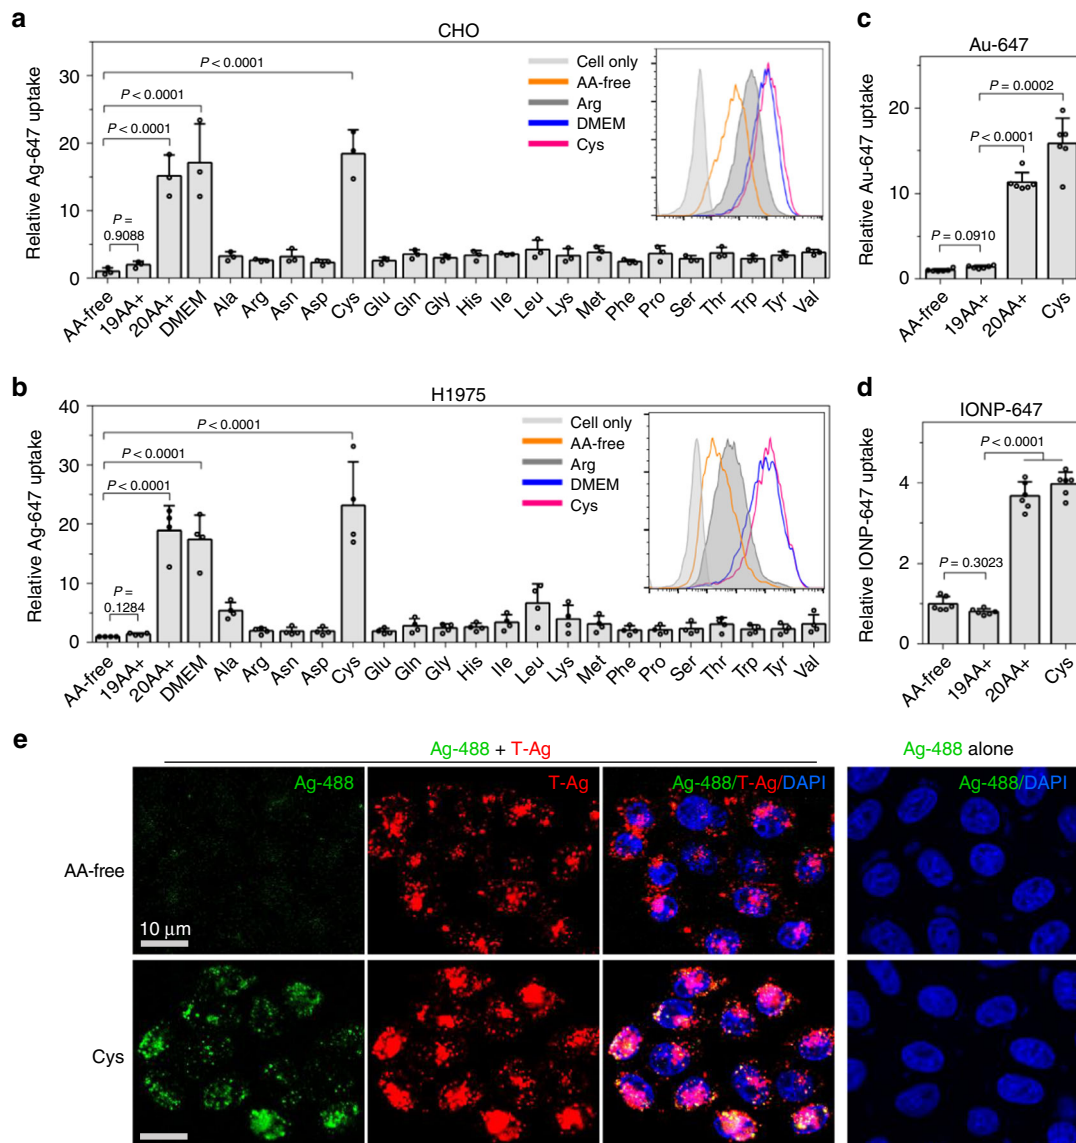 a
CHO
Relative Ag-647 uptake
30
20
10
0
P < 0.0001
P < 0.0001
P < 0.0001
P =
0.9088
Cell only
AA-free
Arg
DMEM
Cys
AA-free
19AA+
20AA+
DMEM
Ala
Arg
Asn
Asp
Cys
Glu
Gln
Gly
His
Ile
Leu
Lys
Met
Phe
Pro
Ser
Thr
Trp
Tyr
Val
c
Au-647
Relative Au-647 uptake
20
10
0
P = 0.0002
P < 0.0001
P = 0.0910
AA-free
19AA+
20AA+
Cys
b
H1975
Relative Ag-647 uptake
40
30
20
10
0
P < 0.0001
P < 0.0001
P < 0.0001
P =
0.1284
Cell only
AA-free
Arg
DMEM
Cys
AA-free
19AA+
20AA+
DMEM
Ala
Arg
Asn
Asp
Cys
Glu
Gln
Gly
His
Ile
Leu
Lys
Met
Phe
Pro
Ser
Thr
Trp
Tyr
Val
d
IONP-647
Relative IONP-647 uptake
4
2
0
P < 0.0001
P = 0.3023
AA-free
19AA+
20AA+
Cys
e
Ag-488 + T-Ag
Ag-488 alone
Ag-488
T-Ag
Ag-488/T-Ag/DAPI
Ag-488/DAPI
AA-free
10 µm
Cys